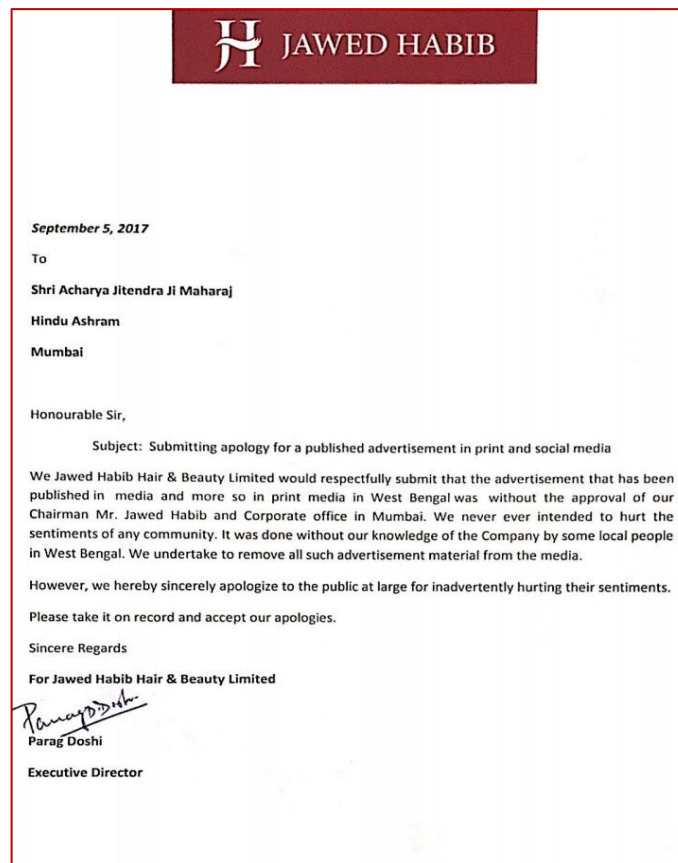 JAWED HABIB
September 5, 2017
To
Shri Acharya Jitendra Ji Maharaj
Hindu Ashram
Mumbai
Honourable Sir,
Subject: Submitting apology for a published advertisement in print and social media
We Jawed Habib Hair & Beauty Limited would respectfully submit that the advertisement that has been
published in media and more so in print media in West Bengal was without the approval of our
Chairman Mr. Jawed Habib and Corporate office in Mumbai. We never ever intended to hurt the
sentiments of any community. It was done without our knowledge of the Company by some local people
in West Bengal. We undertake to remove all such advertisement material from the media.
However, we hereby sincerely apologize to the public at large for inadvertently hurting their sentiments.
Please take it on record and accept our apologies.
Sincere Regards
For Jawed Habib Hair & Beauty Limited
Parag Doshi
Executive Director